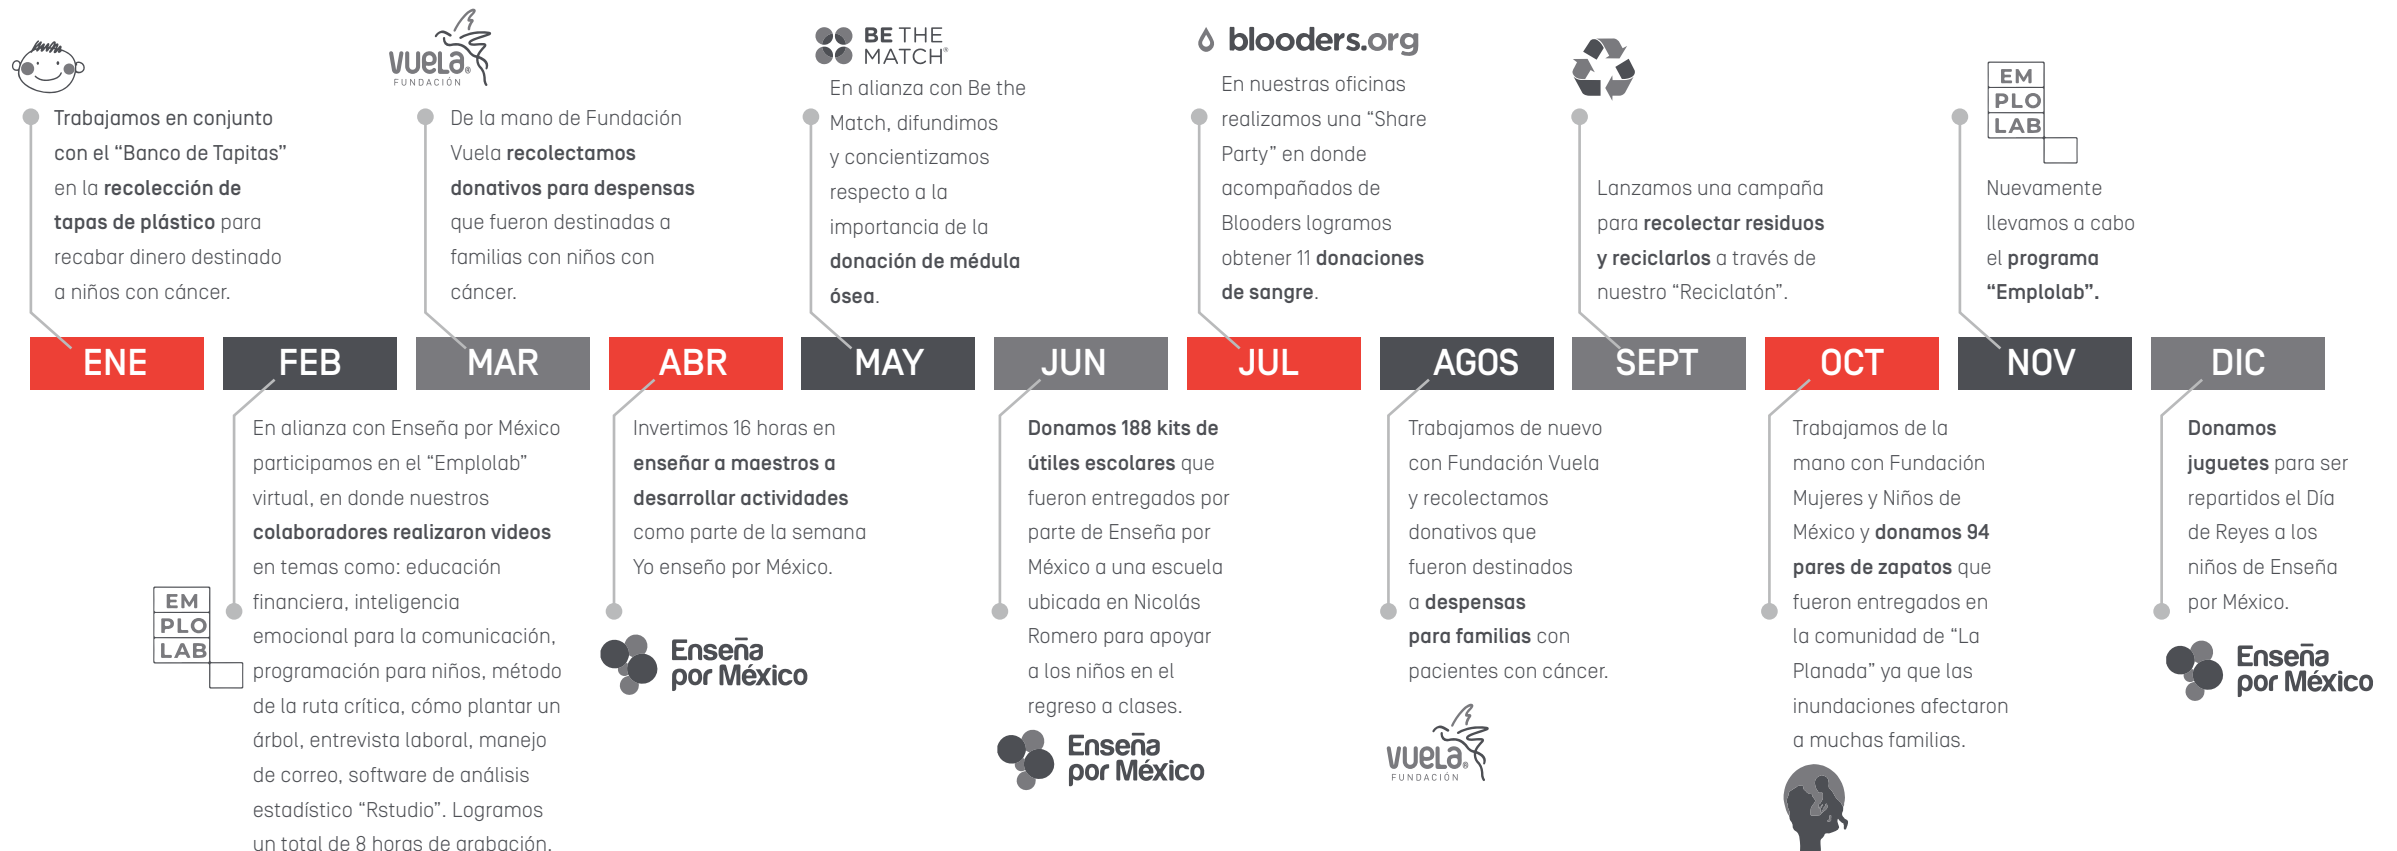 Trabajamos en conjunto
con el “Banco de Tapitas”
en la recolección de
tapas de plástico para
recabar dinero destinado
a niños con cáncer.
VUELA®
FUNDACIÓN
De la mano de Fundación
Vuela recolectamos
donativos para despensas
que fueron destinadas a
familias con niños con
cáncer.
BE THE
MATCH®
En alianza con Be the
Match, difundimos
y concientizamos
respecto a la
importancia de la
donación de médula
ósea.
blooders.org
En nuestras oficinas
realizamos una “Share
Party” en donde
acompañados de
Blooders logramos
obtener 11 donaciones
de sangre.
Lanzamos una campaña
para recolectar residuos
y reciclarlos a través de
nuestro “Reciclatón”.
EM
PLO
LAB
Nuevamente
llevamos a cabo
el programa
“Emplolab”.
ENE
FEB
MAR
ABR
MAY
JUN
JUL
AGOS
SEPT
OCT
NOV
DIC
EM
PLO
LAB
En alianza con Enseña por México
participamos en el “Emplolab”
virtual, en donde nuestros
colaboradores realizaron videos
en temas como: educación
financiera, inteligencia
emocional para la comunicación,
programación para niños, método
de la ruta crítica, cómo plantar un
árbol, entrevista laboral, manejo
de correo, software de análisis
estadístico “Rstudio”. Logramos
un total de 8 horas de grabación.
Invertimos 16 horas en
enseñar a maestros a
desarrollar actividades
como parte de la semana
Yo enseño por México.
Enseña
por México
Donamos 188 kits de
útiles escolares que
fueron entregados por
parte de Enseña por
México a una escuela
ubicada en Nicolás
Romero para apoyar
a los niños en el
regreso a clases.
Enseña
por México
Trabajamos de nuevo
con Fundación Vuela
y recolectamos
donativos que
fueron destinados
a despensas
para familias con
pacientes con cáncer.
VUELA®
FUNDACIÓN
Trabajamos de la
mano con Fundación
Mujeres y Niños de
México y donamos 94
pares de zapatos que
fueron entregados en
la comunidad de “La
Planada” ya que las
inundaciones afectaron
a muchas familias.
Donamos
juguetes para ser
repartidos el Día
de Reyes a los
niños de Enseña
por México.
Enseña
por México